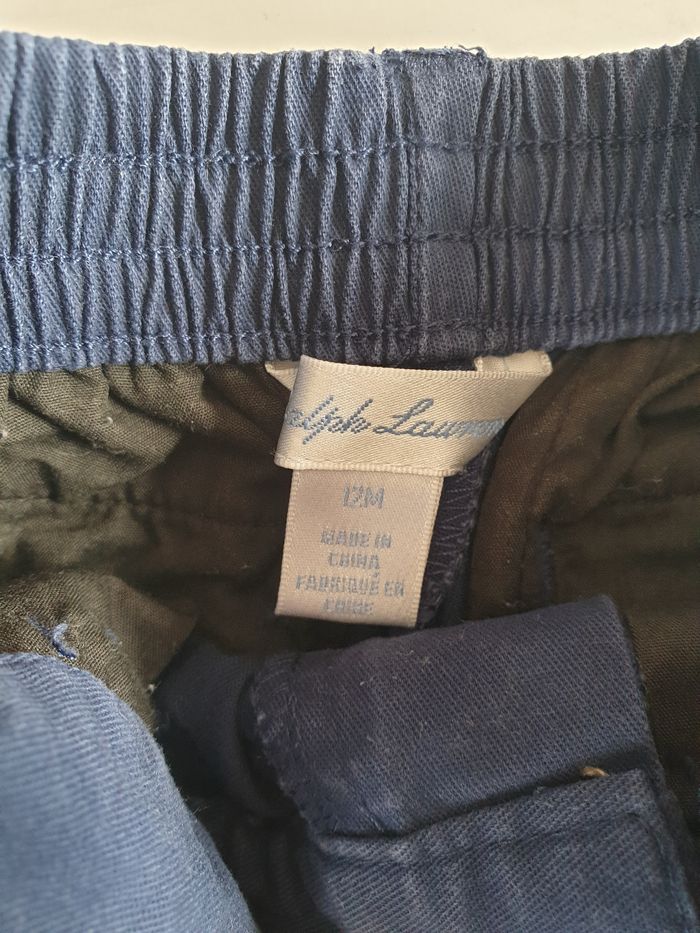 alph Lauren
12M
MADE IN
CHINA
FABRIQUÉ EN
CHINE